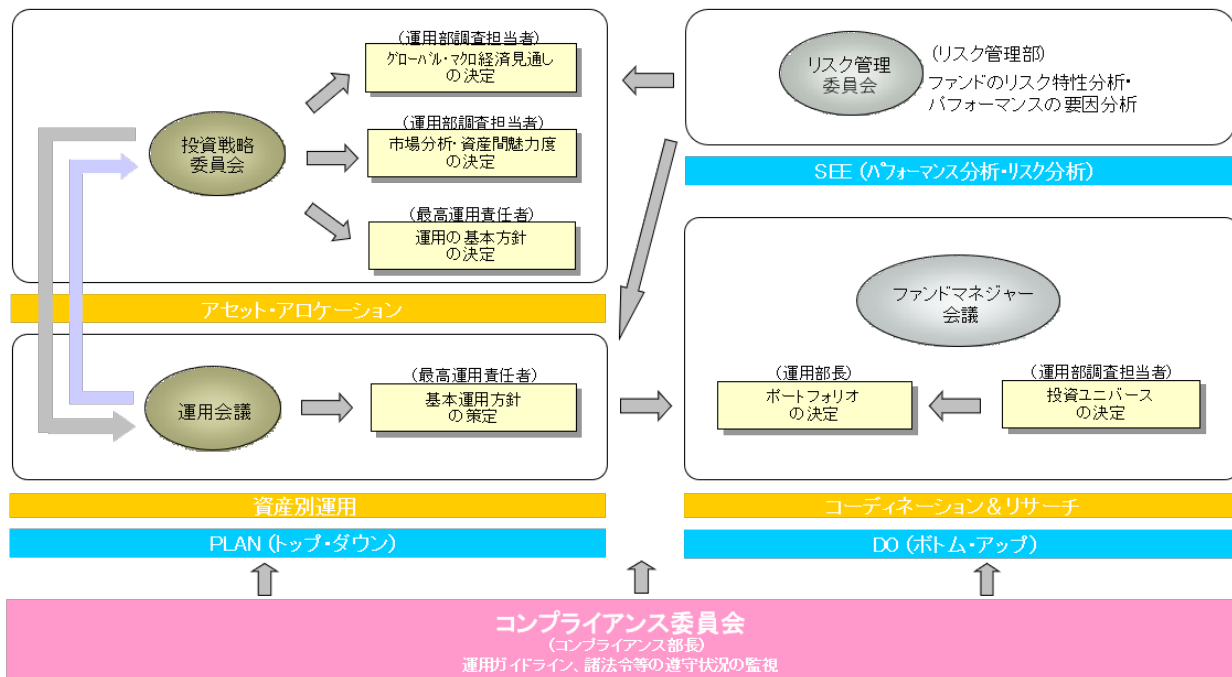 (運用部調査担当者)
グローバル・マクロ経済見通し
の決定
投資戦略
委員会
(運用部調査担当者)
市場分析・資産間魅力度
の決定
(最高運用責任者)
運用の基本方針
の決定
アセット・アロケーション
運用会議
(最高運用責任者)
基本運用方針
の策定
資産別運用
PLAN (トップ・ダウン)
リスク管理
委員会
(リスク管理部)
ファンドのリスク特性分析・
パフォーマンスの要因分析
SEE (パフォーマンス分析・リスク分析)
ファンドマネジャー
会議
(運用部長)
ポートフォリオ
の決定
(運用部調査担当者)
投資ユニバース
の決定
コーディネーション&リサーチ
DO (ボトム・アップ)
コンプライアンス委員会
(コンプライアンス部長)
運用ガイドライン、諸法令等の遵守状況の監視